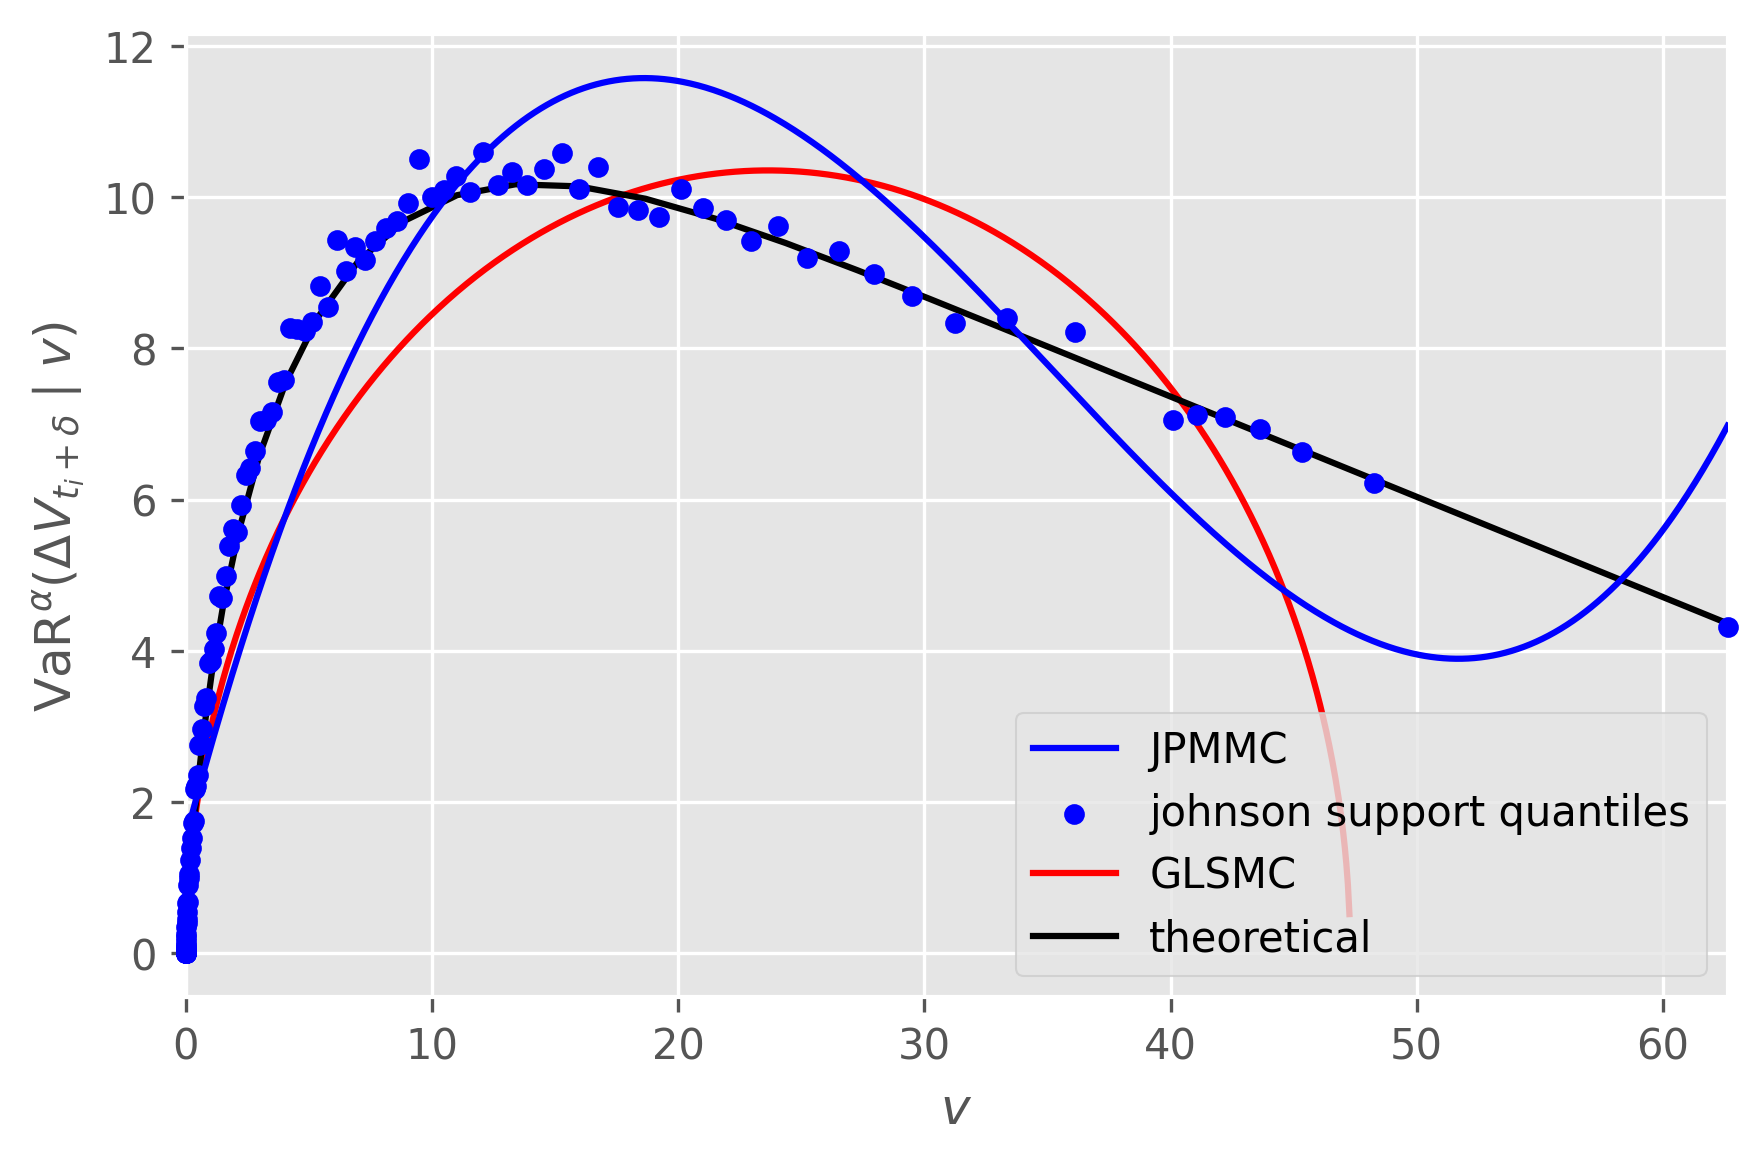 12
10
8
6
4
2
0
VaR^α(ΔV_{t_i + δ} | v)
JPMMC
johnson support quantiles
GLSMC
theoretical
0 10 20 30 40 50 60
v